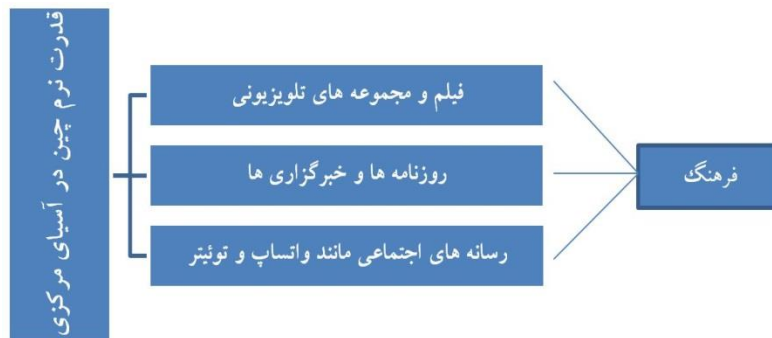 قدرت نرم چین در آسیای مرکزی
فیلم و مجموعه های تلویزیونی
روزنامه ها و خبرگزاری ها
رسانه های اجتماعی مانند واتساپ و توئیتر
فرهنگ